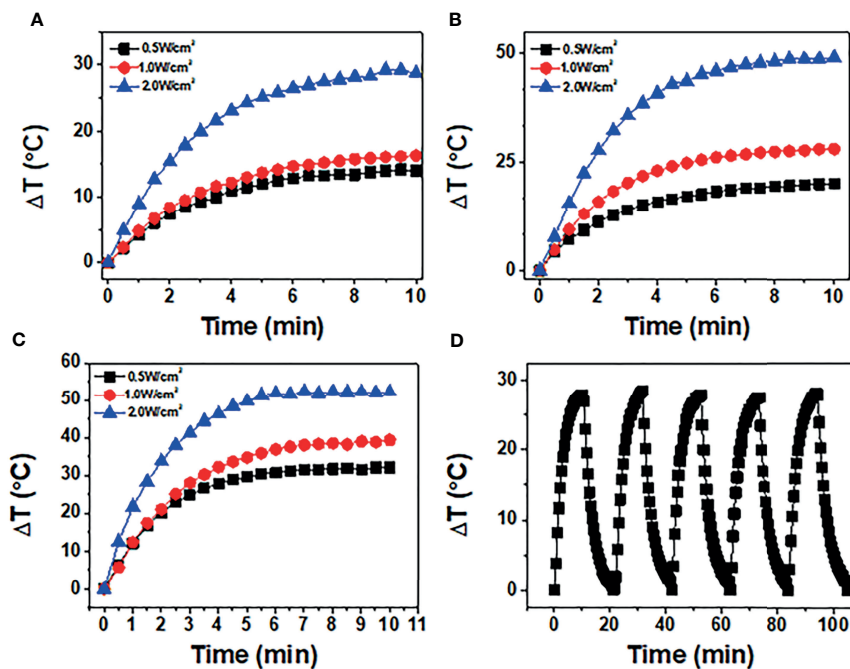 A
0.5W/cm²
1.0W/cm²
2.0W/cm²
30
20
10
0
ΔT (°C)
0 2 4 6 8 10
Time (min)
B
0.5W/cm²
1.0W/cm²
2.0W/cm²
50
25
0
ΔT (°C)
0 2 4 6 8 10
Time (min)
C
0.5W/cm²
1.0W/cm²
2.0W/cm²
60
50
40
30
20
10
0
ΔT (°C)
0 1 2 3 4 5 6 7 8 9 10 11
Time (min)
D
30
20
10
0
ΔT (°C)
0 20 40 60 80 100
Time (min)